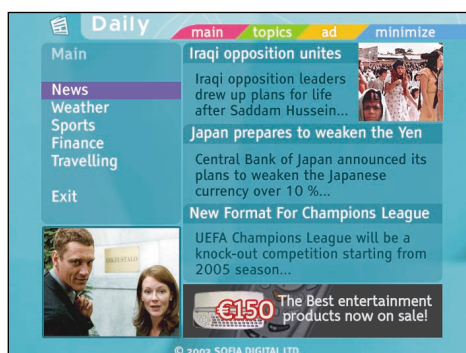 Daily
main topics ad minimize
Main
News
Weather
Sports
Finance
Travelling
Exit
Iraqi opposition unites
Iraqi opposition leaders
drew up plans for life
after Saddam Hussein...
Japan prepares to weaken the Yen
Central Bank of Japan announced its
plans to weaken the Japanese
currency over 10 %...
New Format For Champions League
UEFA Champions League will be a
knock-out competition starting from
2005 season...
€150 The Best entertainment
products now on sale!
© 2002 SOFIA DIGITAL LTD